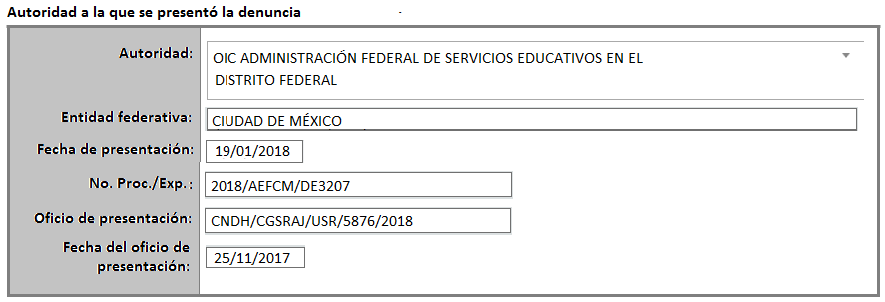 Autoridad a la que se presentó la denuncia
Autoridad:
OIC ADMINISTRACIÓN FEDERAL DE SERVICIOS EDUCATIVOS EN EL
DISTRITO FEDERAL
Entidad federativa:
CIUDAD DE MÉXICO
Fecha de presentación:
19/01/2018
No. Proc./Exp.:
2018/AEFCM/DE3207
Oficio de presentación:
CNDH/CGSRAJ/USR/5876/2018
Fecha del oficio de
presentación:
25/11/2017